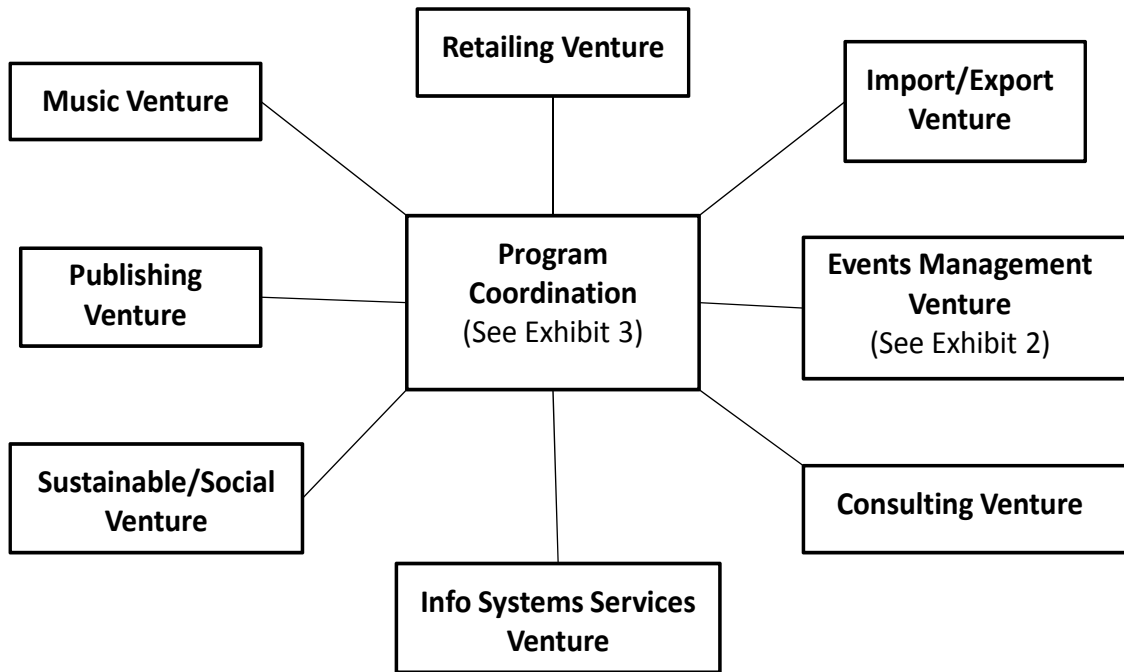 Retailing Venture
Music Venture
Import/Export
Venture
Program
Coordination
(See Exhibit 3)
Publishing
Venture
Events Management
Venture
(See Exhibit 2)
Sustainable/Social
Venture
Consulting Venture
Info Systems Services
Venture